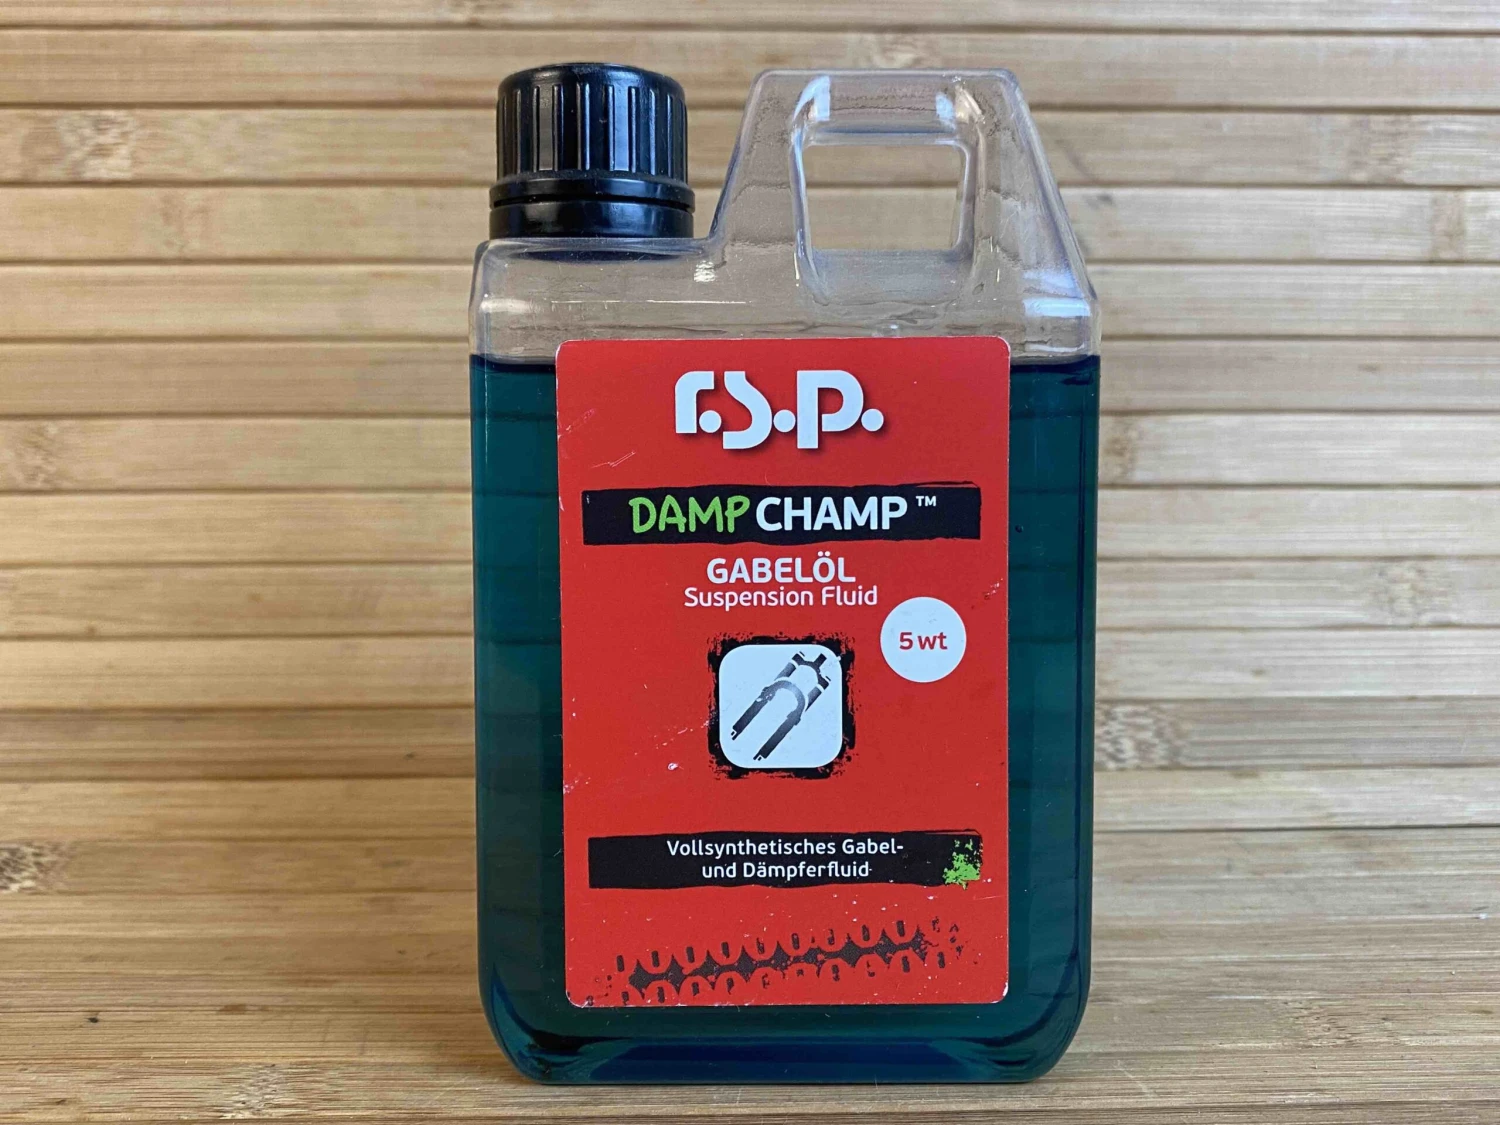 r.s.p.
DAMP CHAMP™
GABELÖL
Suspension Fluid
5 wt
Vollsynthetisches Gabel-
und Dämpferfluid